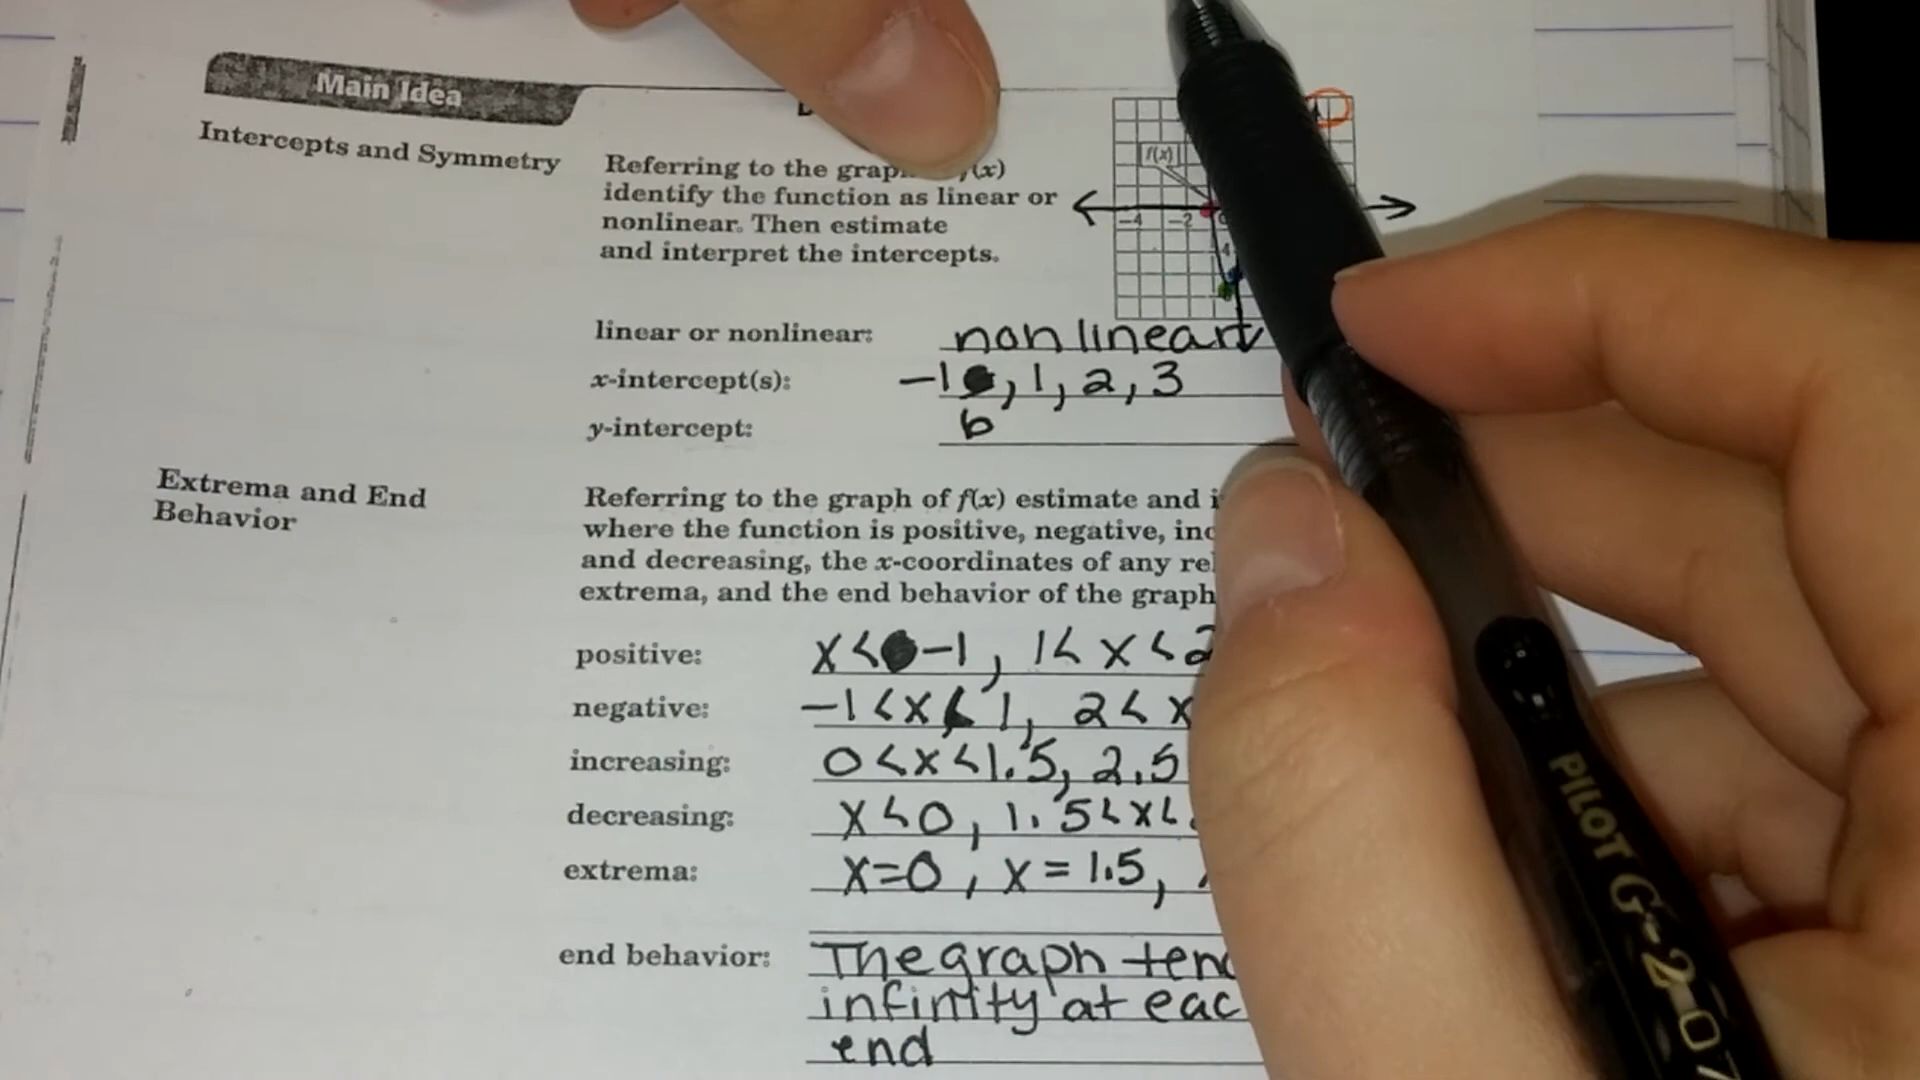 Main Idea
Intercepts and Symmetry
Referring to the f(x)
identify the function as linear or
nonlinear. Then estimate
and interpret the intercepts.
f(x)
-4 -2
4
linear or nonlinear: nonlinear
x-intercept(s): -1, 1, 2, 3
y-intercept: 6
Extrema and End
Behavior
Referring to the graph of f(x) estimate and
where the function is positive, negative,
and decreasing, the x-coordinates of any
extrema, and the end behavior of the graph
positive: x<-1, 1<x<2
negative: -1<x<1, 2<x
increasing: 0<x<1.5, 2.5
decreasing: x<0, 1.5<x<
extrema: x=0, x=1.5,
end behavior: The graph
infinity at
end
PILOT G-2 07